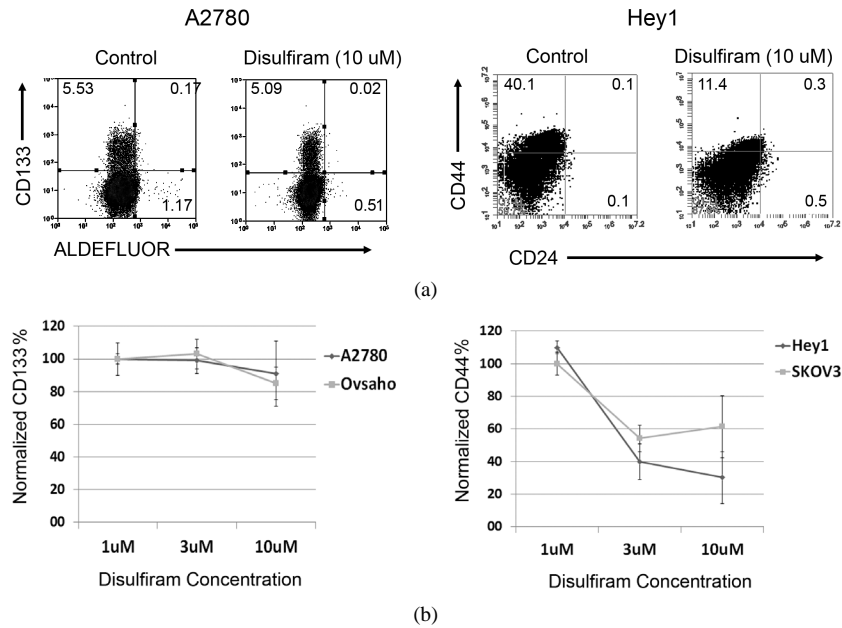 A2780
Hey1
Control
Disulfiram (10 uM)
Control
Disulfiram (10 uM)
5.53
0.17
1.17
5.09
0.02
0.51
40.1
0.1
0.1
11.4
0.3
0.5
CD133
ALDEFLUOR
CD44
CD24
(a)
Normalized CD133%
120
100
80
60
40
20
00
1uM
3uM
10uM
Disulfiram Concentration
A2780
Ovsaho
Normalized CD44%
120
100
80
60
40
20
00
1uM
3uM
10uM
Disulfiram Concentration
Hey1
SKOV3
(b)